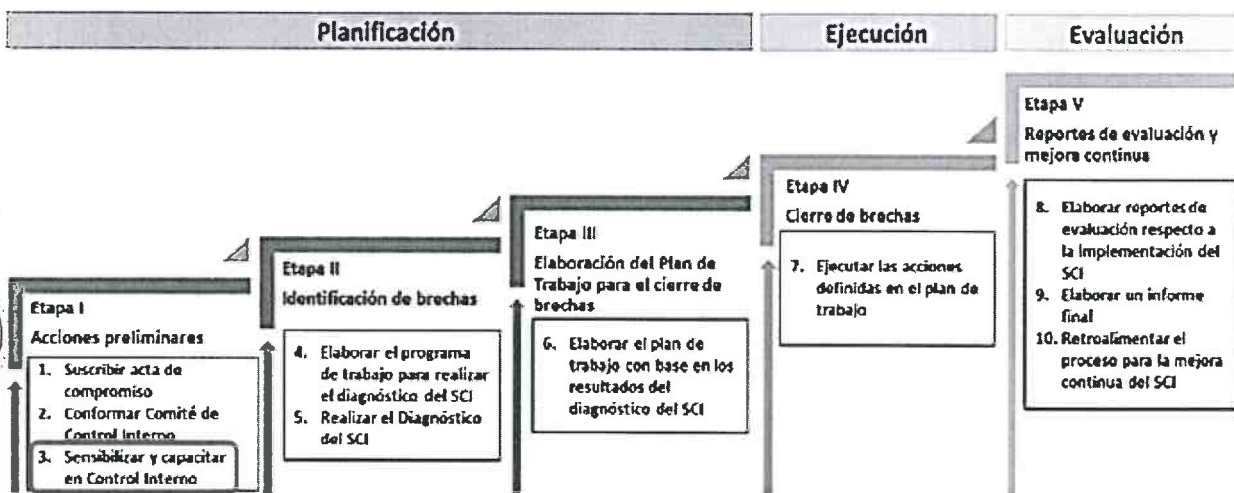 Planificación
Ejecución
Evaluación
Etapa I
Acciones preliminares
1. Suscribir acta de
compromiso
2. Conformar Comité de
Control Interno
3. Sensibilizar y capacitar
en Control Interno
Etapa II
Identificación de brechas
4. Elaborar el programa
de trabajo para realizar
el diagnóstico del SCI
5. Realizar el Diagnóstico
del SCI
Etapa III
Elaboración del Plan de
Trabajo para el cierre de
brechas
6. Elaborar el plan de
trabajo con base en los
resultados del
diagnóstico del SCI
Etapa IV
Cierre de brechas
7. Ejecutar las acciones
definidas en el plan de
trabajo
Etapa V
Reportes de evaluación y
mejora continua
8. Elaborar reportes de
evaluación respecto a
la implementación del
SCI
9. Elaborar un informe
final
10. Retroalimentar el
proceso para la mejora
continua del SCI